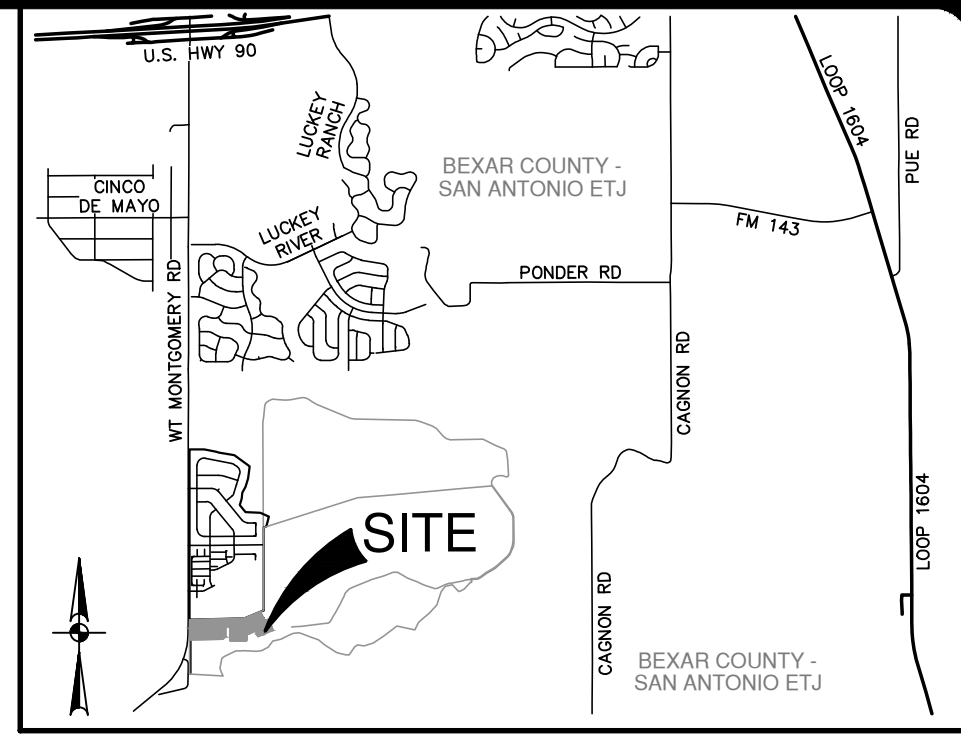 U.S. HWY 90
LOOP 1604
PUE RD
LUCKEY
RANCH
BEXAR COUNTY -
SAN ANTONIO ETJ
CINCO
DE MAYO
LUCKEY
RIVER
FM 143
PONDER RD
WT MONTGOMERY RD
CAGNON RD
SITE
LOOP 1604
CAGNON RD
BEXAR COUNTY -
SAN ANTONIO ETJ